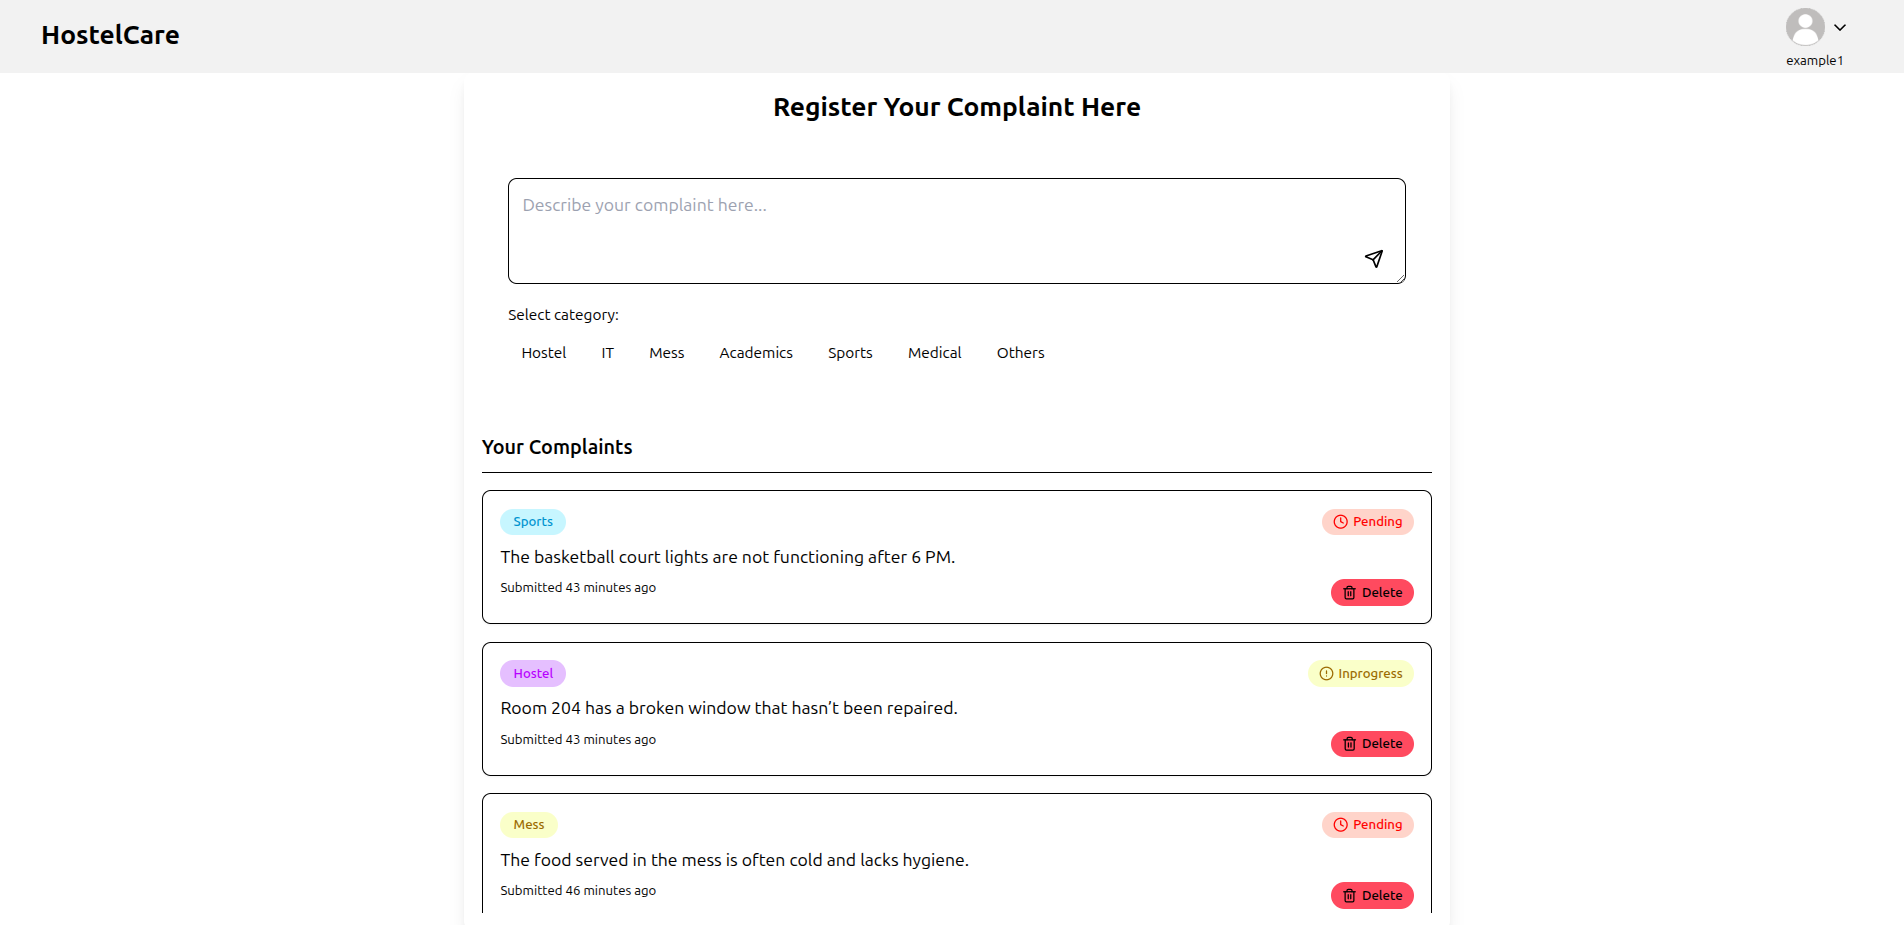 HostelCare
example1
Register Your Complaint Here
Describe your complaint here...
Select category:
Hostel IT Mess Academics Sports Medical Others
Your Complaints
Sports Pending
The basketball court lights are not functioning after 6 PM.
Submitted 43 minutes ago
Delete
Hostel Inprogress
Room 204 has a broken window that hasn’t been repaired.
Submitted 43 minutes ago
Delete
Mess Pending
The food served in the mess is often cold and lacks hygiene.
Submitted 46 minutes ago
Delete